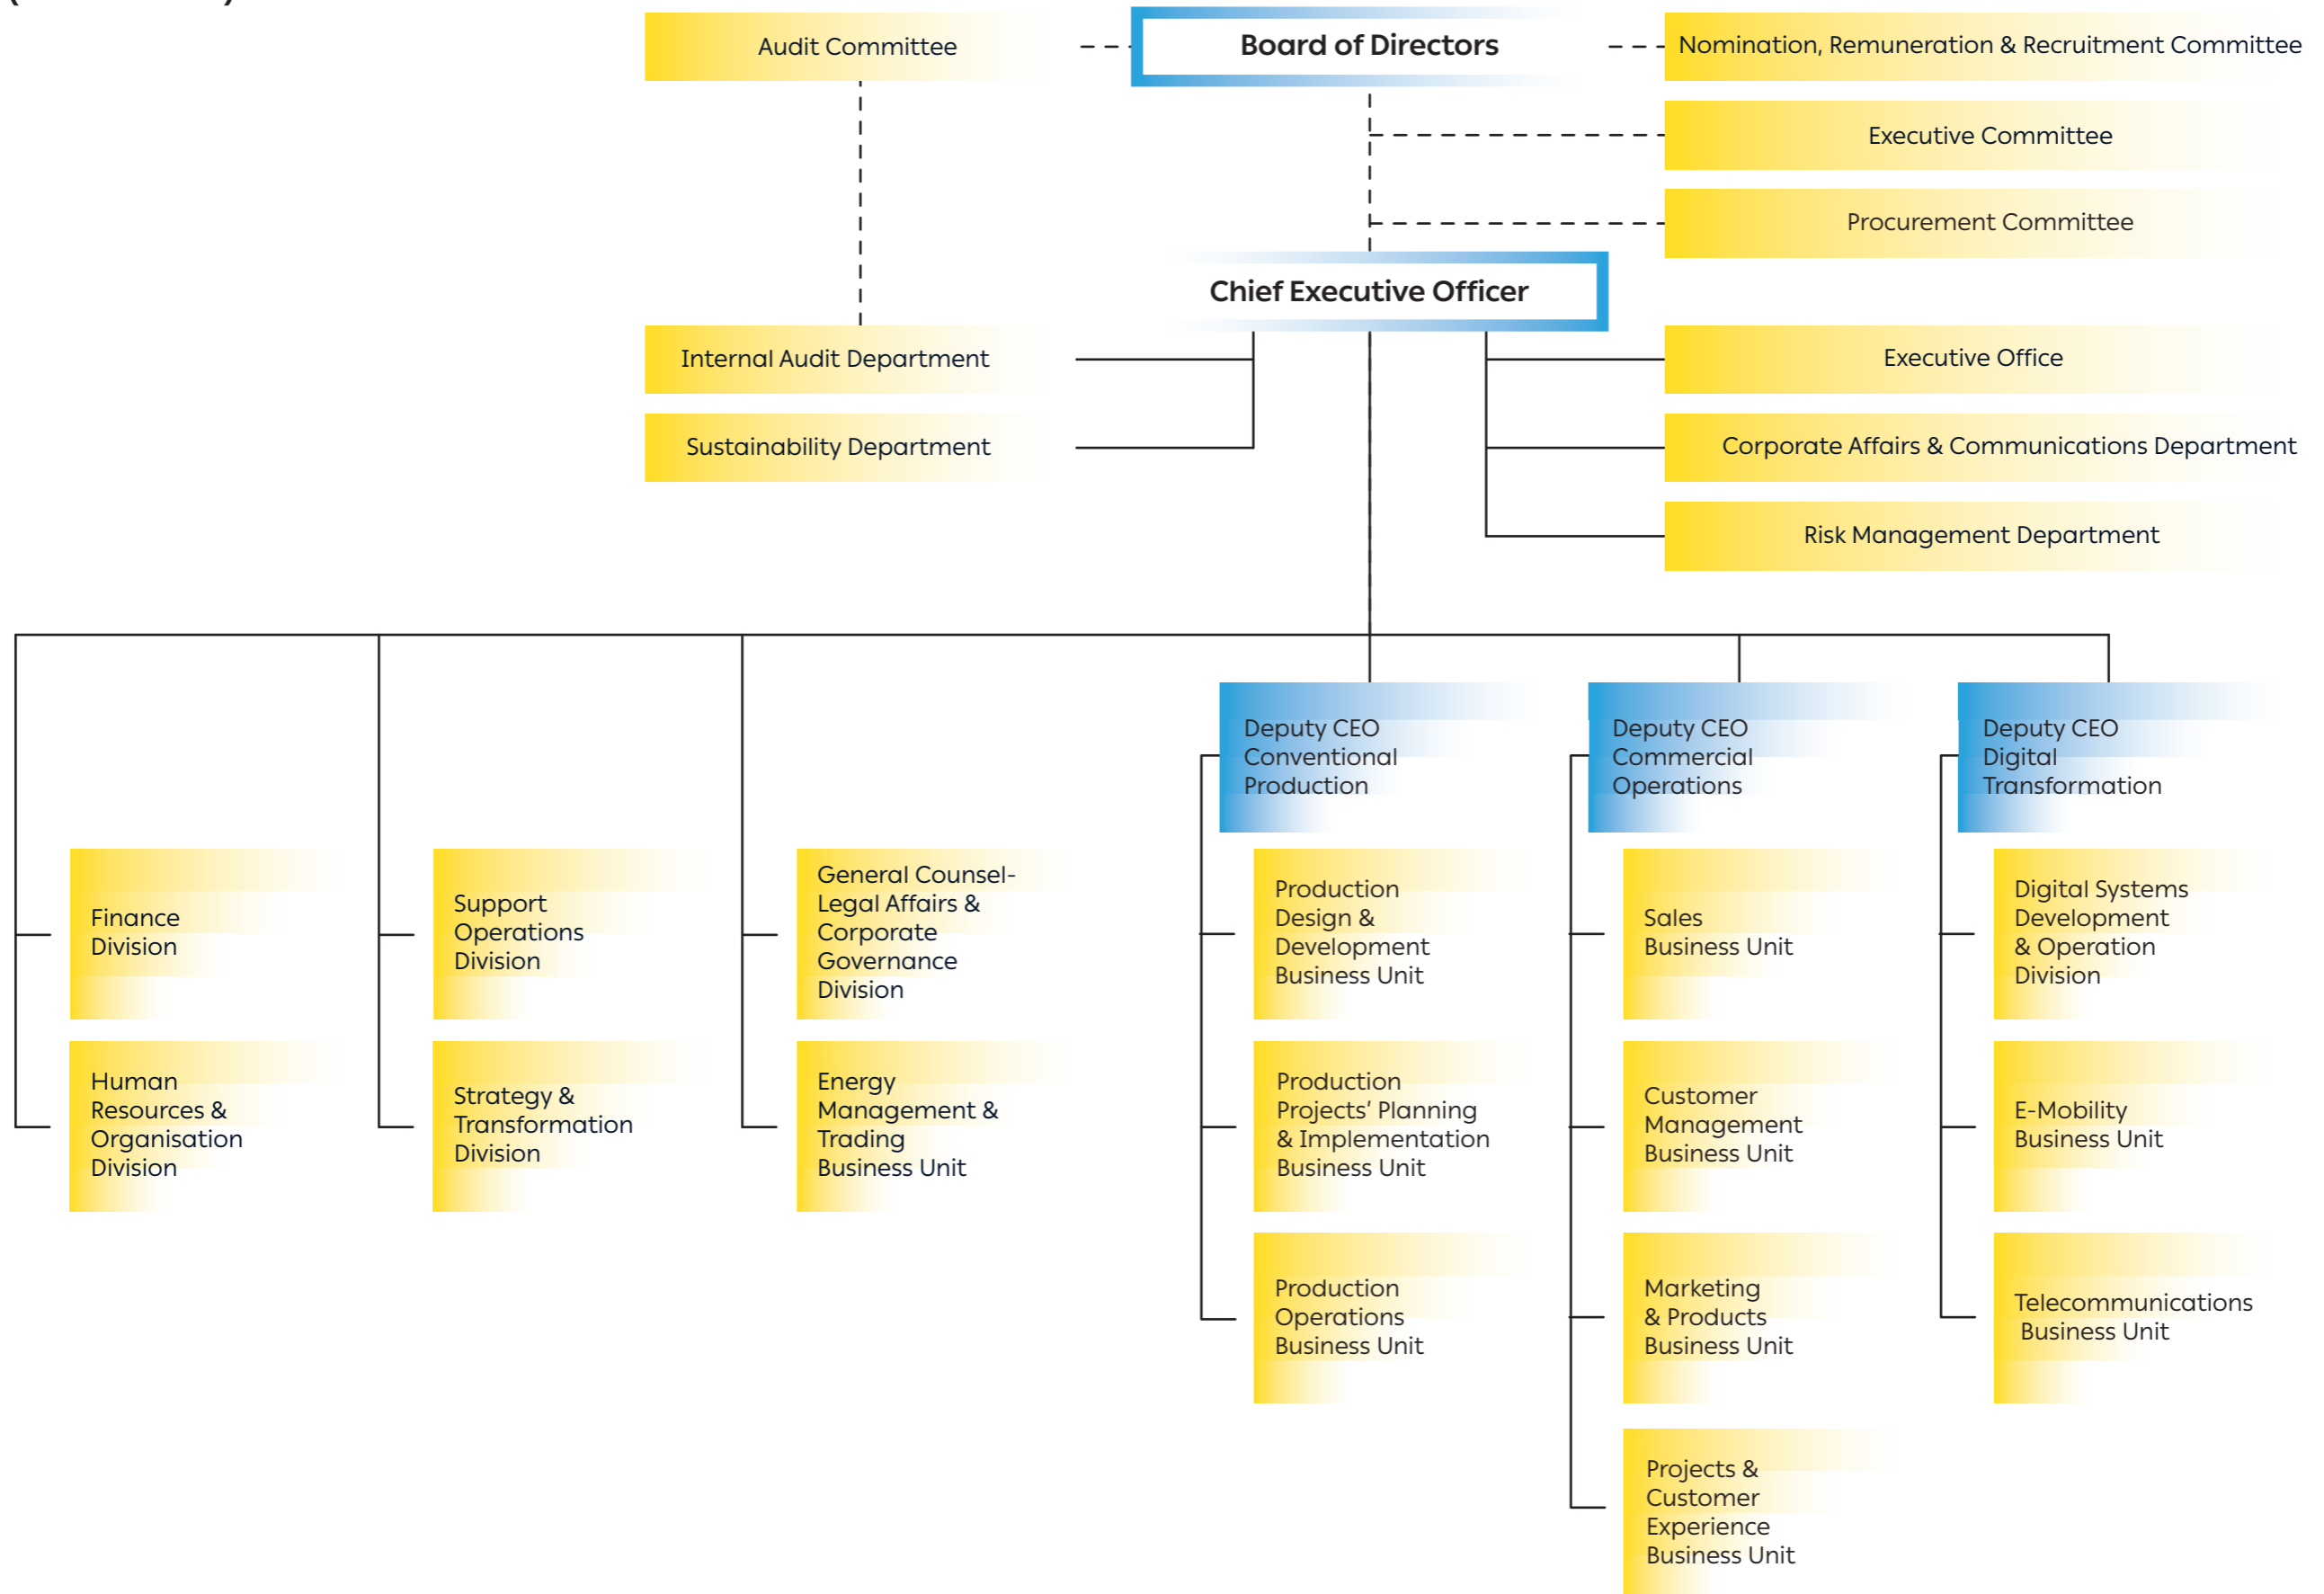 Audit Committee
Board of Directors
Nomination, Remuneration & Recruitment Committee
Executive Committee
Procurement Committee
Chief Executive Officer
Internal Audit Department
Executive Office
Sustainability Department
Corporate Affairs & Communications Department
Risk Management Department
Deputy CEO
Conventional
Production
Deputy CEO
Commercial
Operations
Deputy CEO
Digital
Transformation
Finance
Division
Support
Operations
Division
General Counsel-
Legal Affairs &
Corporate
Governance
Division
Production
Design &
Development
Business Unit
Sales
Business Unit
Digital Systems
Development
& Operation
Division
Human
Resources &
Organisation
Division
Strategy &
Transformation
Division
Energy
Management &
Trading
Business Unit
Production
Projects’ Planning
& Implementation
Business Unit
Customer
Management
Business Unit
E-Mobility
Business Unit
Production
Operations
Business Unit
Marketing
& Products
Business Unit
Telecommunications
Business Unit
Projects &
Customer
Experience
Business Unit